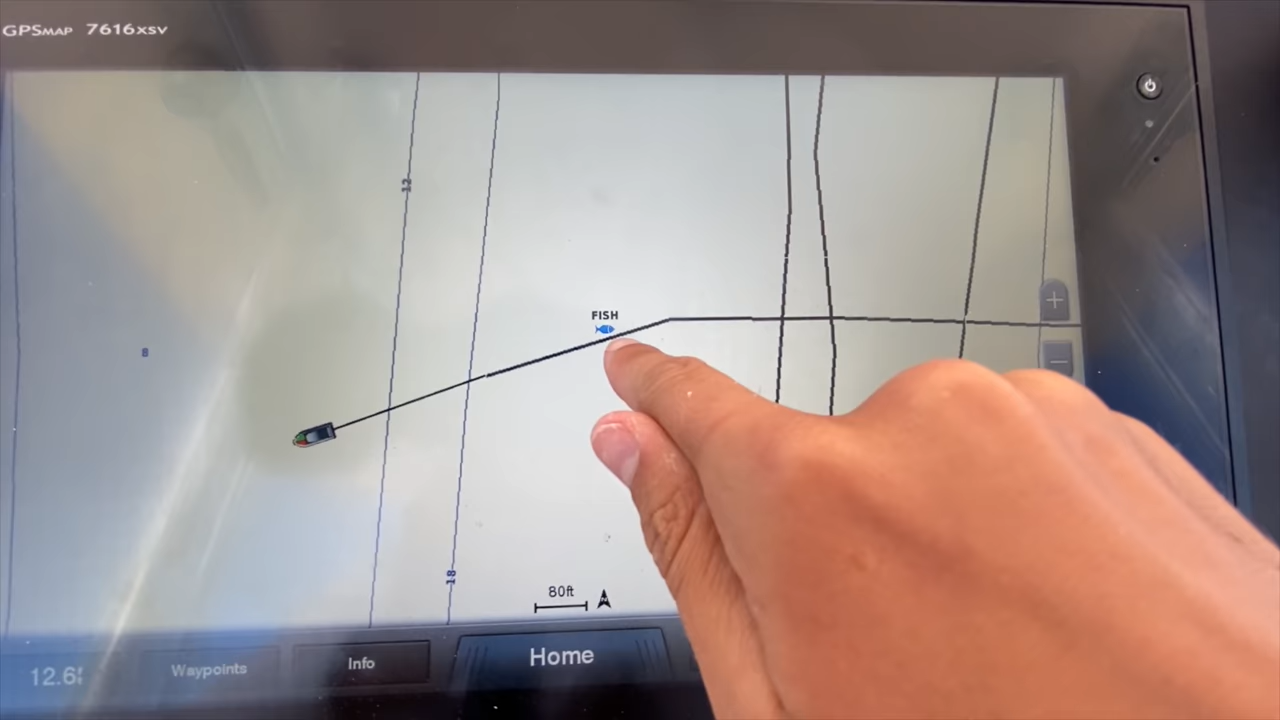 GPSMAP 7616xsv
12
FISH
8
18
80ft
12.6
Waypoints
Info
Home